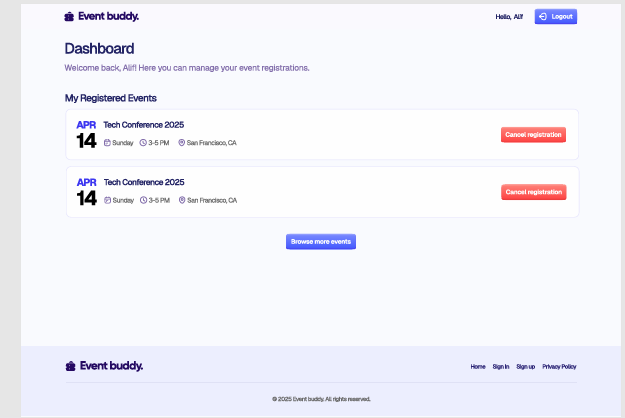 Event buddy.
Hello, Alif
Logout
Dashboard
Welcome back, Alif! Here you can manage your event registrations.
My Registered Events
APR
14
Tech Conference 2025
Sunday 3-5 PM San Francisco, CA
Cancel registration
APR
14
Tech Conference 2025
Sunday 3-5 PM San Francisco, CA
Cancel registration
Browse more events
Event buddy.
Home Sign in Sign up Privacy Policy
© 2025 Event buddy. All rights reserved.